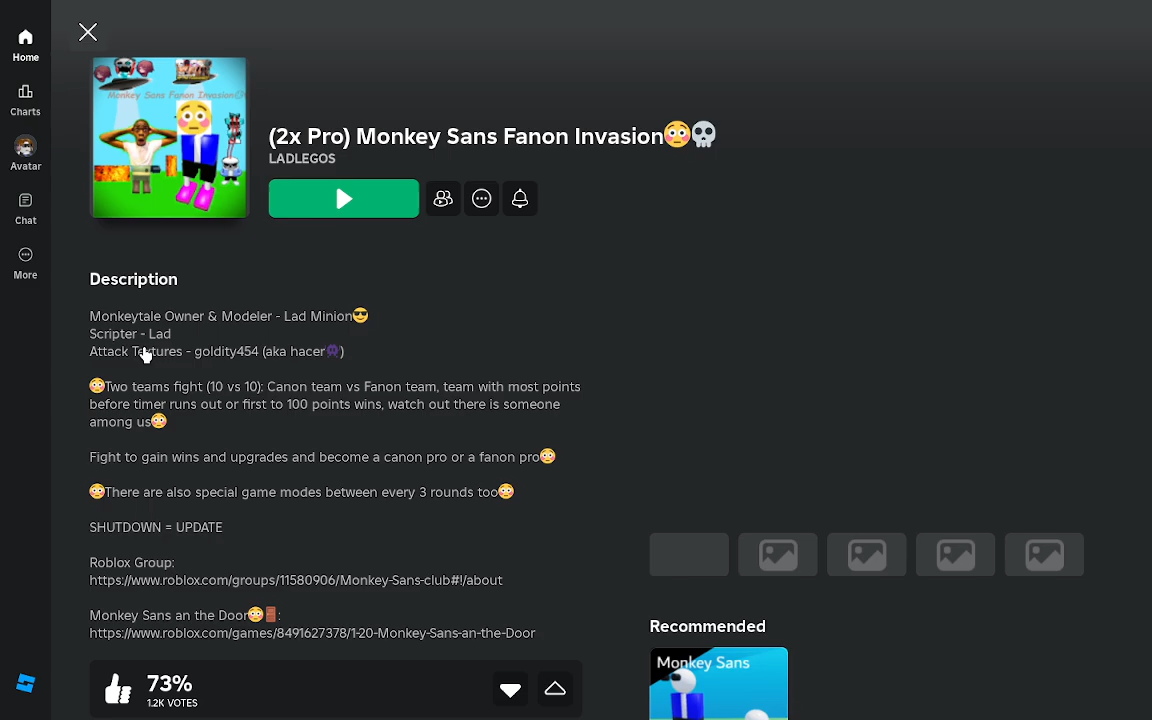 Home
Charts
Avatar
Chat
More
Monkey Sans Fanon Invasion
(2x Pro) Monkey Sans Fanon Invasion😳💀
LADLEGOS
Description
Monkeytale Owner & Modeler - Lad Minion😎
Scripter - Lad
Attack Textures - goldity454 (aka hacer👾)
😳Two teams fight (10 vs 10): Canon team vs Fanon team, team with most points
before timer runs out or first to 100 points wins, watch out there is someone
among us😳
Fight to gain wins and upgrades and become a canon pro or a fanon pro😳
😳There are also special game modes between every 3 rounds too😳
SHUTDOWN = UPDATE
Roblox Group:
https://www.roblox.com/groups/11580906/Monkey-Sans-club#!/about
Monkey Sans an the Door😳🚪:
https://www.roblox.com/games/8491627378/1-20-Monkey-Sans-an-the-Door
73%
1.2K VOTES
Recommended
Monkey Sans